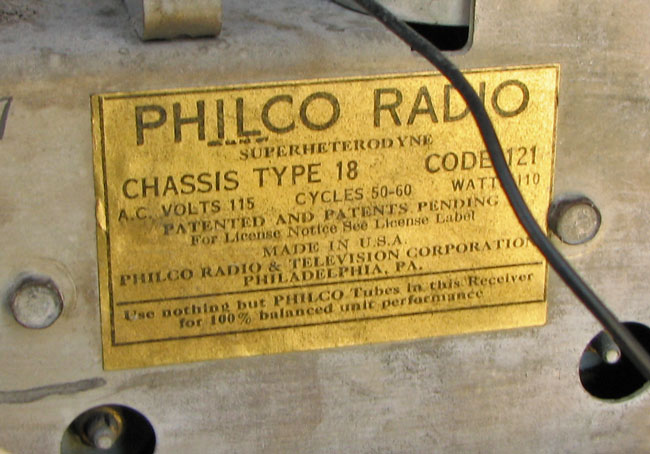 PHILCO RADIO
SUPERHETERODYNE
CHASSIS TYPE 18 CODE 121
A.C. VOLTS 115 CYCLES 50-60 WATT 110
PATENTED AND PATENTS PENDING
For License Notice See License Label
MADE IN U.S.A.
PHILCO RADIO & TELEVISION CORPORATION
PHILADELPHIA, PA.
Use nothing but PHILCO Tubes in this Receiver
for 100% balanced unit performance